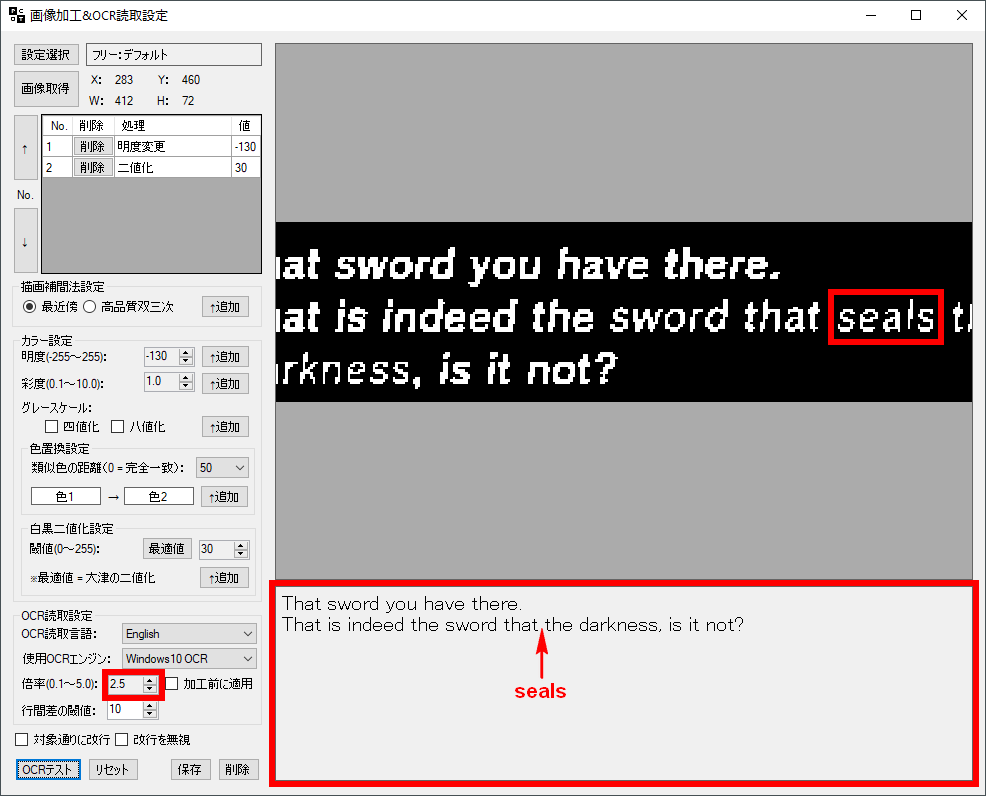 画像加工&OCR読取設定
設定選択 フリー:デフォルト
画像取得 X: 283 Y: 460
W: 412 H: 72
No. 削除 処理 値
1 削除 明度変更 -130
2 削除 二値化 30
↑
No.
↓
描画補間法設定
最近傍 高品質双三次 ↑追加
カラー設定
明度(-255～255): -130 ↑追加
彩度(0.1～10.0): 1.0 ↑追加
グレースケール:
四値化 八値化 ↑追加
色置換設定
類似色の距離(0 = 完全一致): 50
色1 → 色2 ↑追加
白黒二値化設定
閾値(0～255): 最適値 30
※最適値 = 大津の二値化 ↑追加
OCR読取設定
OCR読取言語: English
使用OCRエンジン: Windows10 OCR
倍率(0.1～5.0): 2.5 加工前に適用
行間差の閾値: 10
対象通りに改行 改行を無視
OCRテスト リセット 保存 削除
hat sword you have there.
hat is indeed the sword that seals th
arkness, is it not?
That sword you have there.
That is indeed the sword that the darkness, is it not?
seals